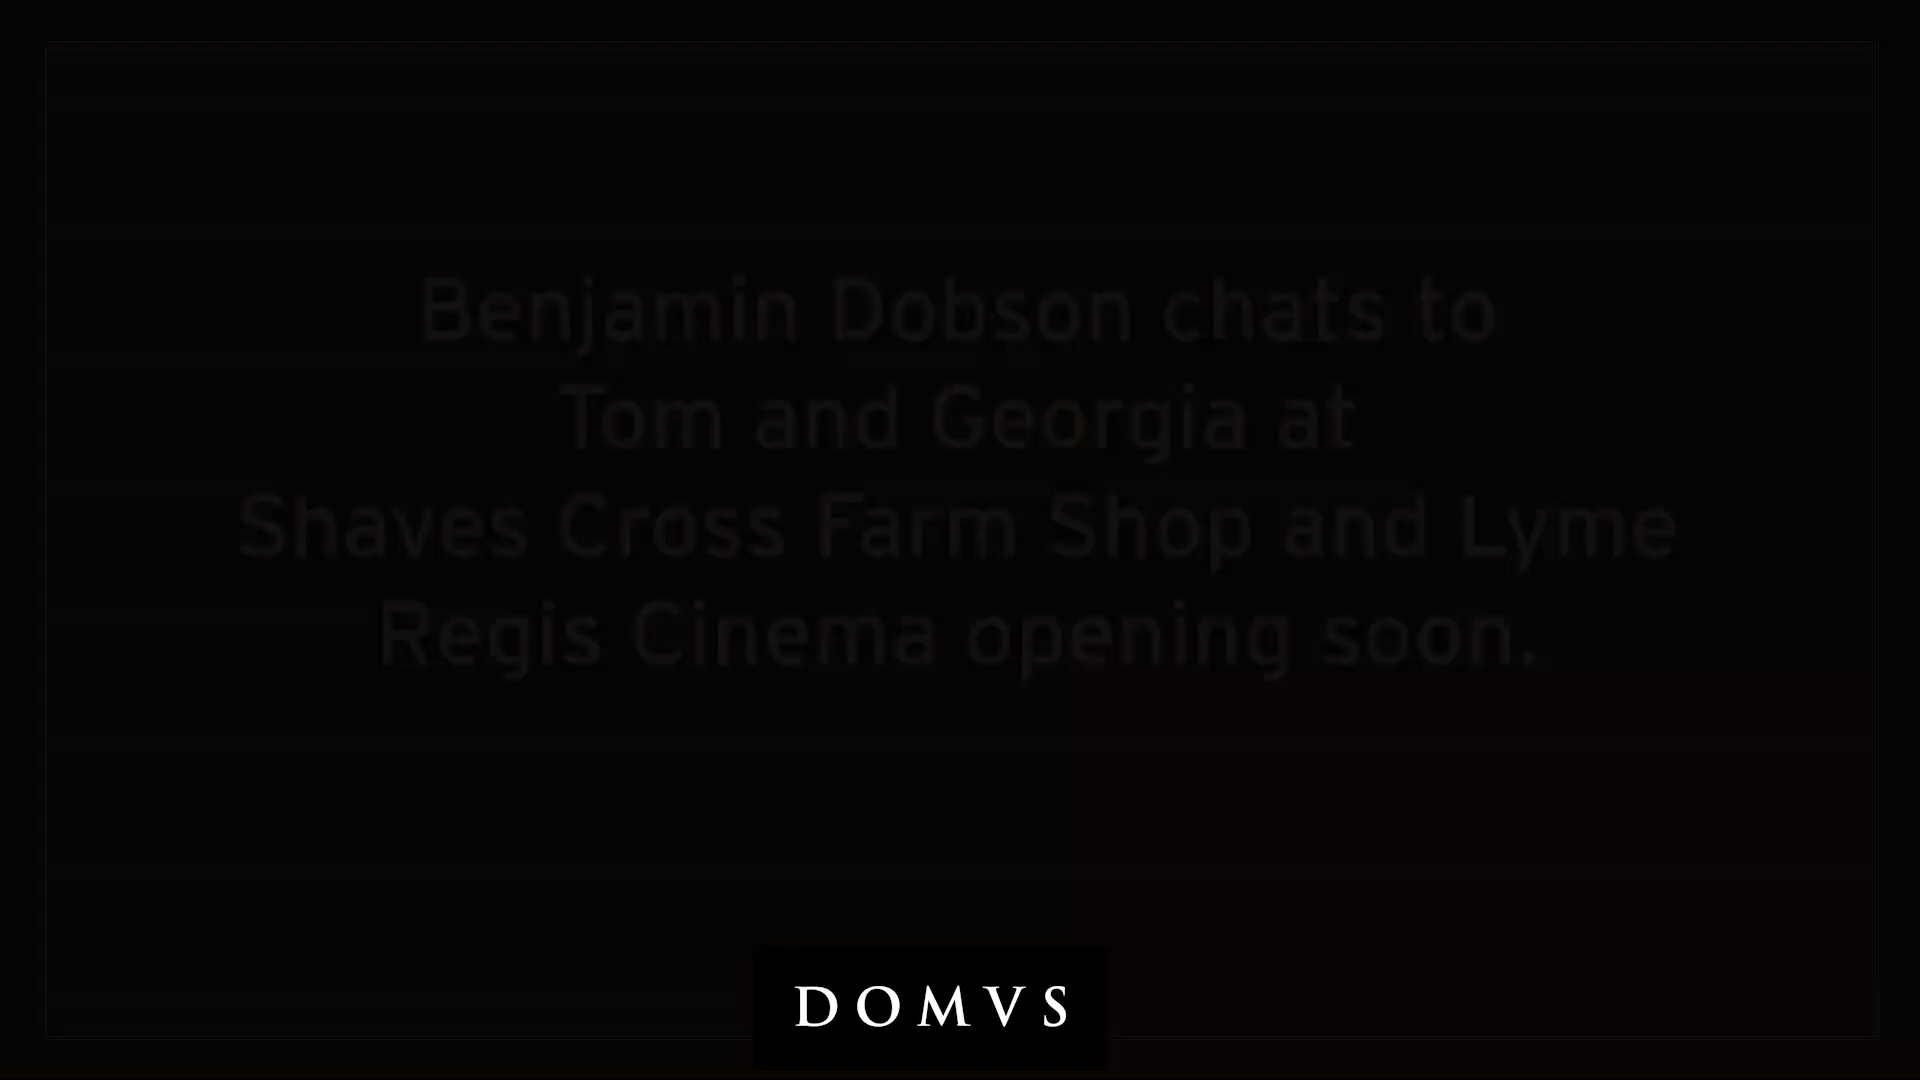 Benjamin Dobson chats to
Tom and Georgia at
Shaves Cross Farm Shop and Lyme
Regis Cinema opening soon.
DOMVS